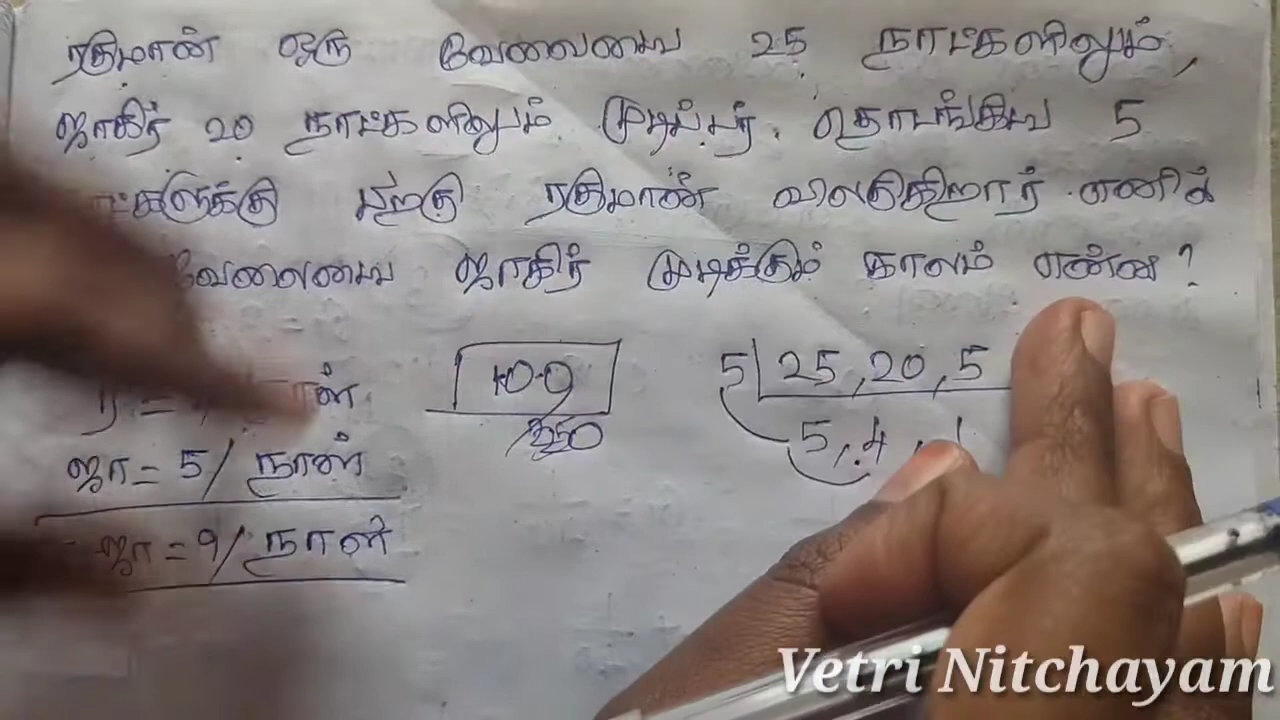 ரகுமான் ஒரு வேலையை 25 நாட்களிலும்,
ஜாகிர் 20 நாட்களிலும் முடிப்பர். தொடங்கிய 5
பிறகு ரகுமான் விலகுகிறார் எனில்
வேலையை ஜாகிர் முடிக்கும் காலம் என்ன?
100 5 25, 20, 5
5, 4, 1
ஜா = 5/ நாள்
ஜா = 9/ நாள்
Vetri Nitchayam